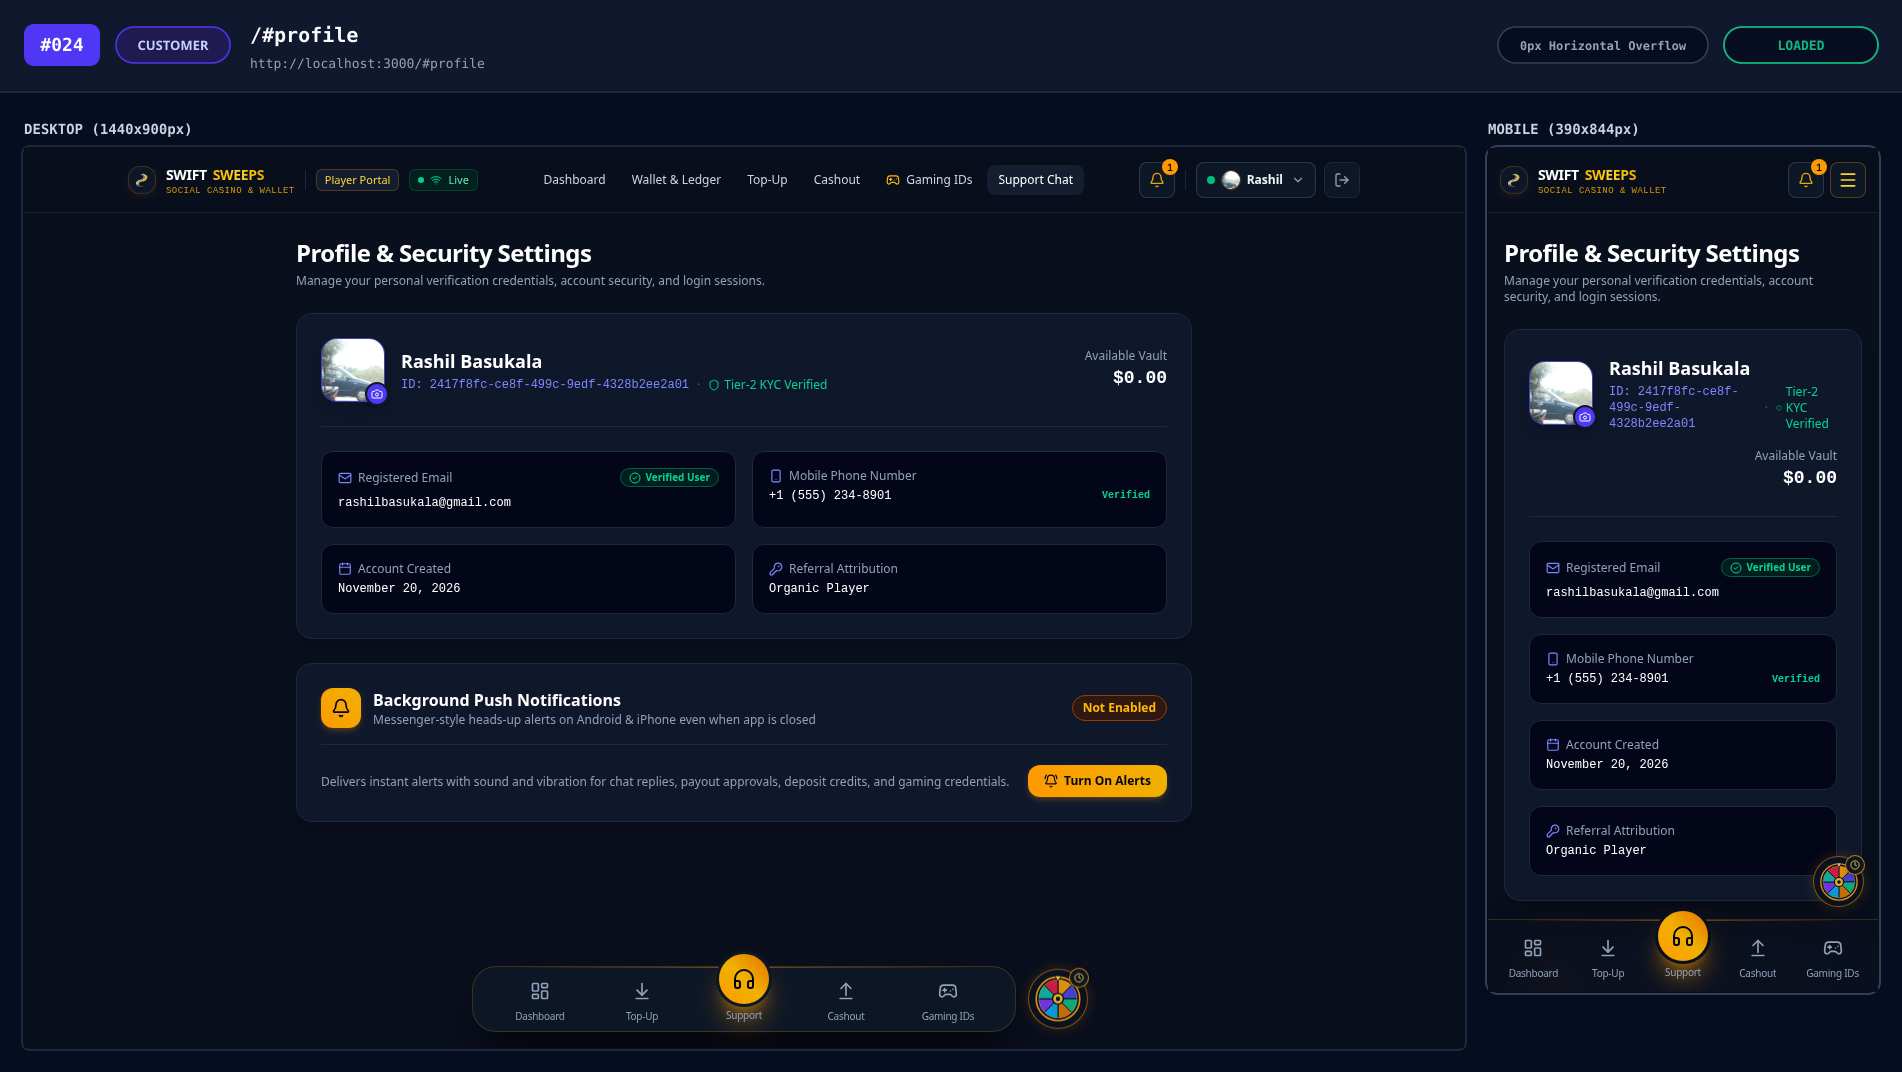 #024
CUSTOMER
/#profile
http://localhost:3000/#profile
0px Horizontal Overflow
LOADED
DESKTOP (1440x900px)
SWIFT SWEEPS
SOCIAL CASINO & WALLET
Player Portal
Live
Dashboard
Wallet & Ledger
Top-Up
Cashout
Gaming IDs
Support Chat
1
Rashil
Profile & Security Settings
Manage your personal verification credentials, account security, and login sessions.
Rashil Basukala
ID: 2417f8fc-ce8f-499c-9edf-4328b2ee2a01 · Tier-2 KYC Verified
Available Vault
$0.00
Registered Email
Verified User
rashilbasukala@gmail.com
Mobile Phone Number
+1 (555) 234-8901
Verified
Account Created
November 20, 2026
Referral Attribution
Organic Player
Background Push Notifications
Messenger-style heads-up alerts on Android & iPhone even when app is closed
Not Enabled
Delivers instant alerts with sound and vibration for chat replies, payout approvals, deposit credits, and gaming credentials.
Turn On Alerts
Dashboard
Top-Up
Support
Cashout
Gaming IDs
MOBILE (390x844px)
SWIFT SWEEPS
SOCIAL CASINO & WALLET
1
Profile & Security Settings
Manage your personal verification credentials, account
security, and login sessions.
Rashil Basukala
ID: 2417f8fc-ce8f-
499c-9edf-
4328b2ee2a01
·
Tier-2
KYC
Verified
Available Vault
$0.00
Registered Email
Verified User
rashilbasukala@gmail.com
Mobile Phone Number
+1 (555) 234-8901
Verified
Account Created
November 20, 2026
Referral Attribution
Organic Player
Dashboard
Top-Up
Support
Cashout
Gaming IDs